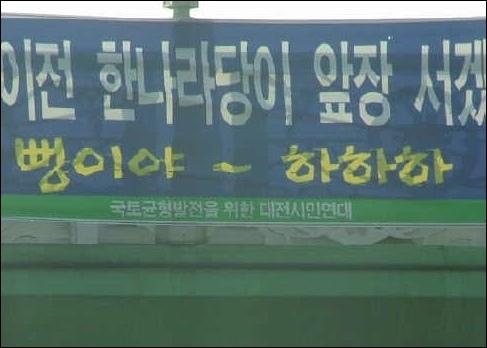 이전 한나라당이 앞장 서겠
뻥이야 ~ 하하하
국토균형발전을 위한 대전시민연대